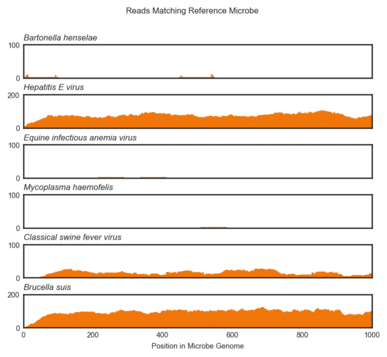 Reads Matching Reference Microbe
Bartonella henselae
100
0
Hepatitis E virus
200
0
Equine infectious anemia virus
100
0
Mycoplasma haemofelis
100
0
Classical swine fever virus
100
0
Brucella suis
200
0
0 200 400 600 800 1000
Position in Microbe Genome